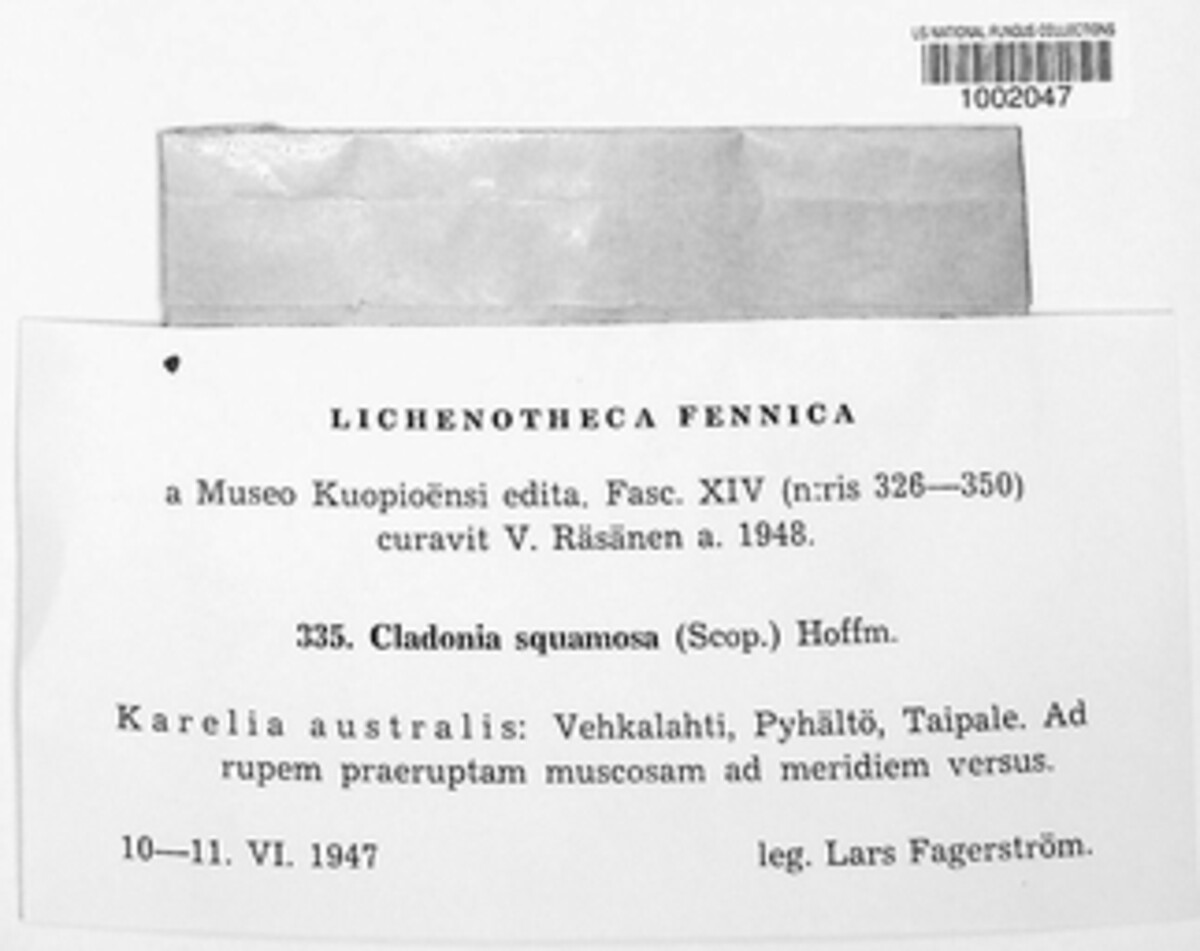 US NATIONAL FUNGUS COLLECTIONS
1002047
LICHENOTHECA FENNICA
a Museo Kuopioënsi edita. Fasc. XIV (n:ris 326—350)
curavit V. Räsänen a. 1948.
335. Cladonia squamosa (Scop.) Hoffm.
Karelia australis: Vehkalahti, Pyhältö, Taipale. Ad
rupem praeruptam muscosam ad meridiem versus.
10—11. VI. 1947 leg. Lars Fagerström.